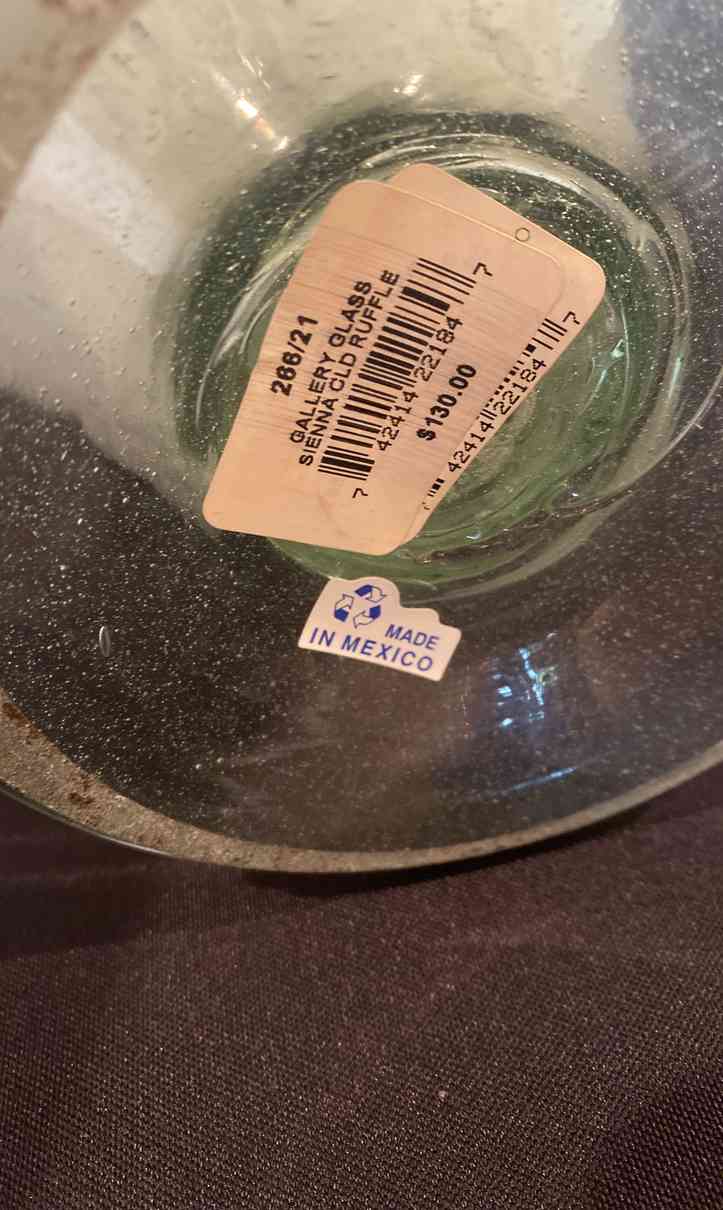 266/21
GALLERY GLASS
SIENNA CLD RUFFLE
7 42414 22184 7
$130.00
42414 22184 7
MADE
IN MEXICO